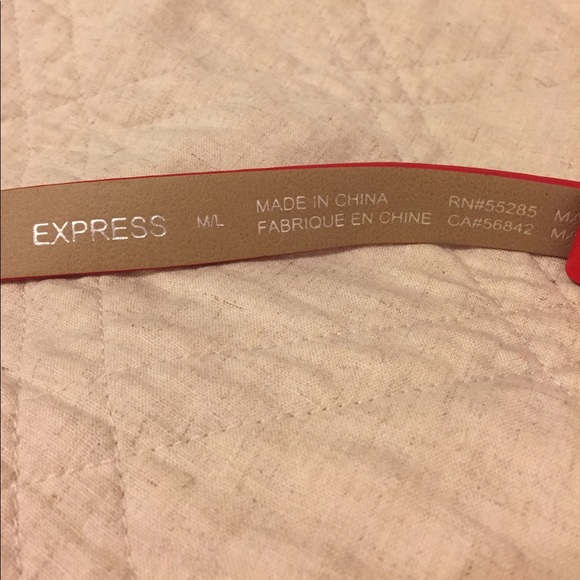 EXPRESS
M/L
MADE IN CHINA
FABRIQUE EN CHINE
RN#55285
CA#56842